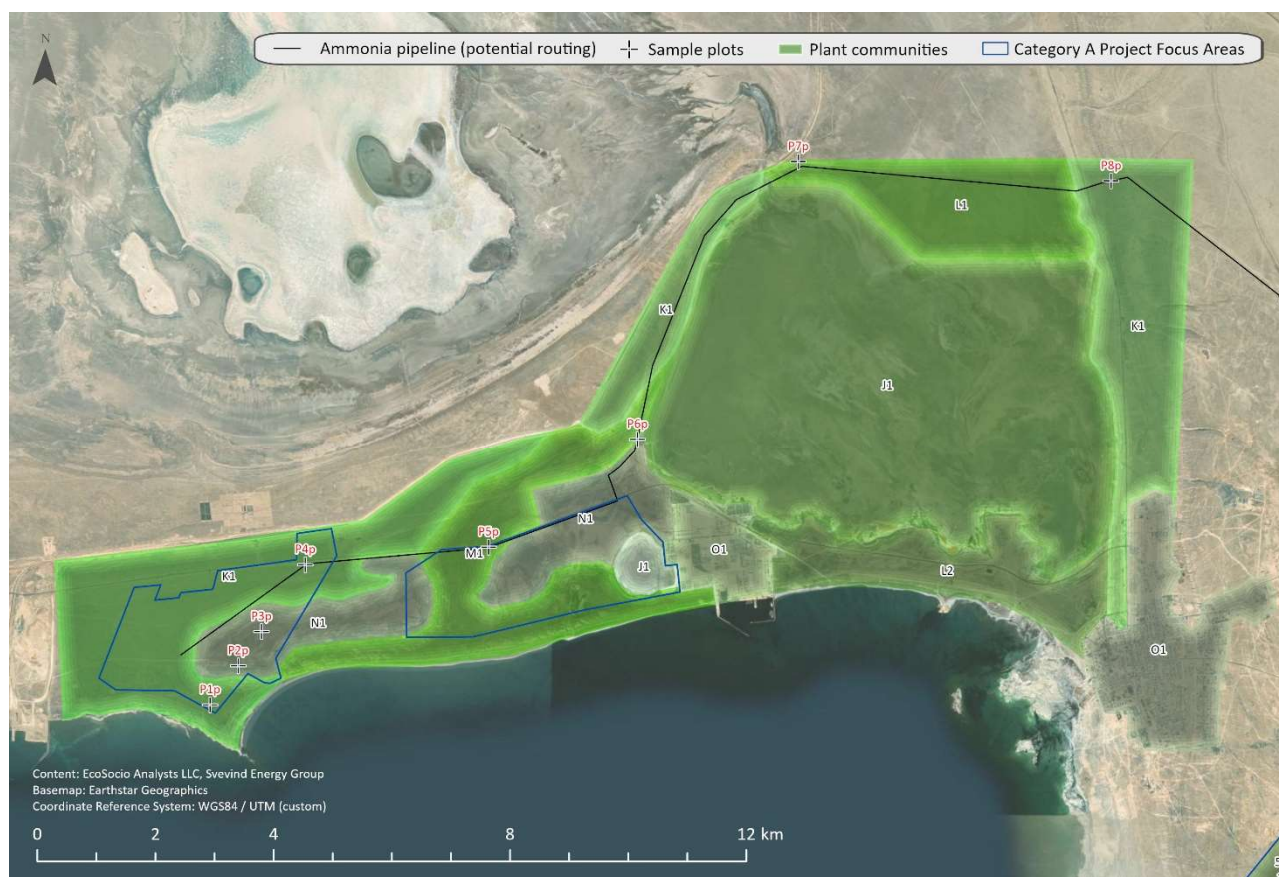 N
Ammonia pipeline (potential routing)
Sample plots
Plant communities
Category A Project Focus Areas
P7p
P8p
L1
K1
K1
J1
P6p
N1
P5p
M1
O1
J1
P4p
K1
L2
P3p
N1
P2p
O1
P1p
Content: EcoSocio Analysts LLC, Svevind Energy Group
Basemap: Earthstar Geographics
Coordinate Reference System: WGS84 / UTM (custom)
0 2 4 8 12 km